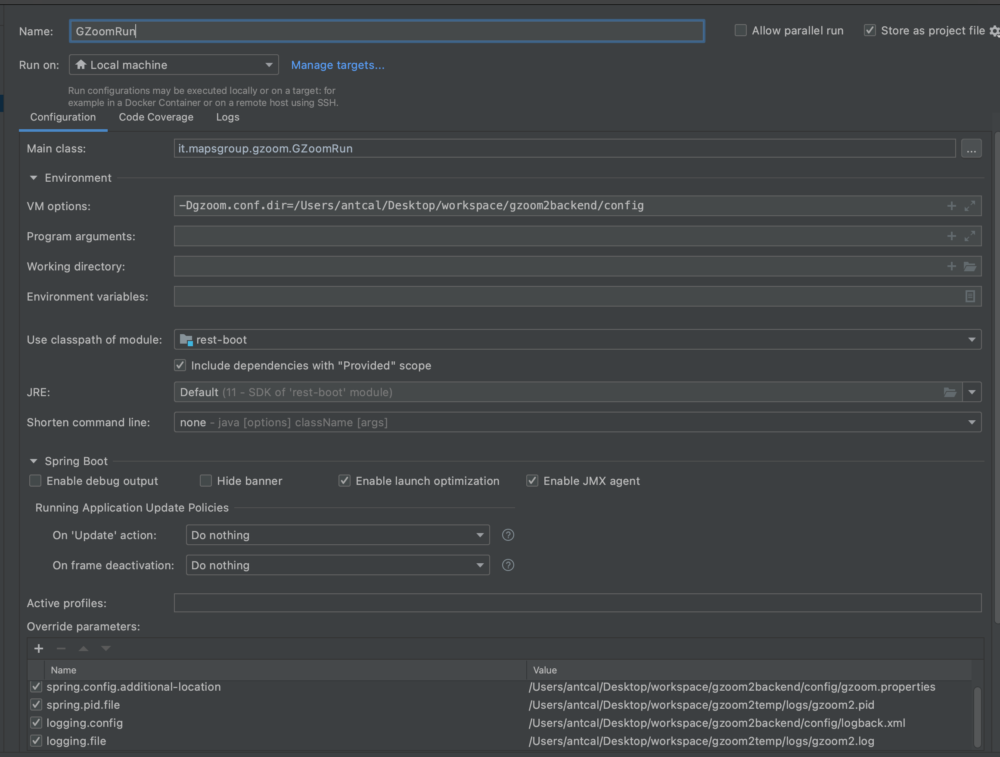 Name: GZoomRun Allow parallel run Store as project file
Run on: Local machine Manage targets...
Run configurations may be executed locally or on a target: for
example in a Docker Container or on a remote host using SSH.
Configuration Code Coverage Logs
Main class: it.mapsgroup.gzoom.GZoomRun ...
Environment
VM options: -Dgzoom.conf.dir=/Users/antcal/Desktop/workspace/gzoom2backend/config
Program arguments:
Working directory:
Environment variables:
Use classpath of module: rest-boot
Include dependencies with "Provided" scope
JRE: Default (11 - SDK of 'rest-boot' module)
Shorten command line: none - java [options] className [args]
Spring Boot
Enable debug output Hide banner Enable launch optimization Enable JMX agent
Running Application Update Policies
On 'Update' action: Do nothing ?
On frame deactivation: Do nothing ?
Active profiles:
Override parameters:
Name Value
spring.config.additional-location /Users/antcal/Desktop/workspace/gzoom2backend/config/gzoom.properties
spring.pid.file /Users/antcal/Desktop/workspace/gzoom2temp/logs/gzoom2.pid
logging.config /Users/antcal/Desktop/workspace/gzoom2backend/config/logback.xml
logging.file /Users/antcal/Desktop/workspace/gzoom2temp/logs/gzoom2.log